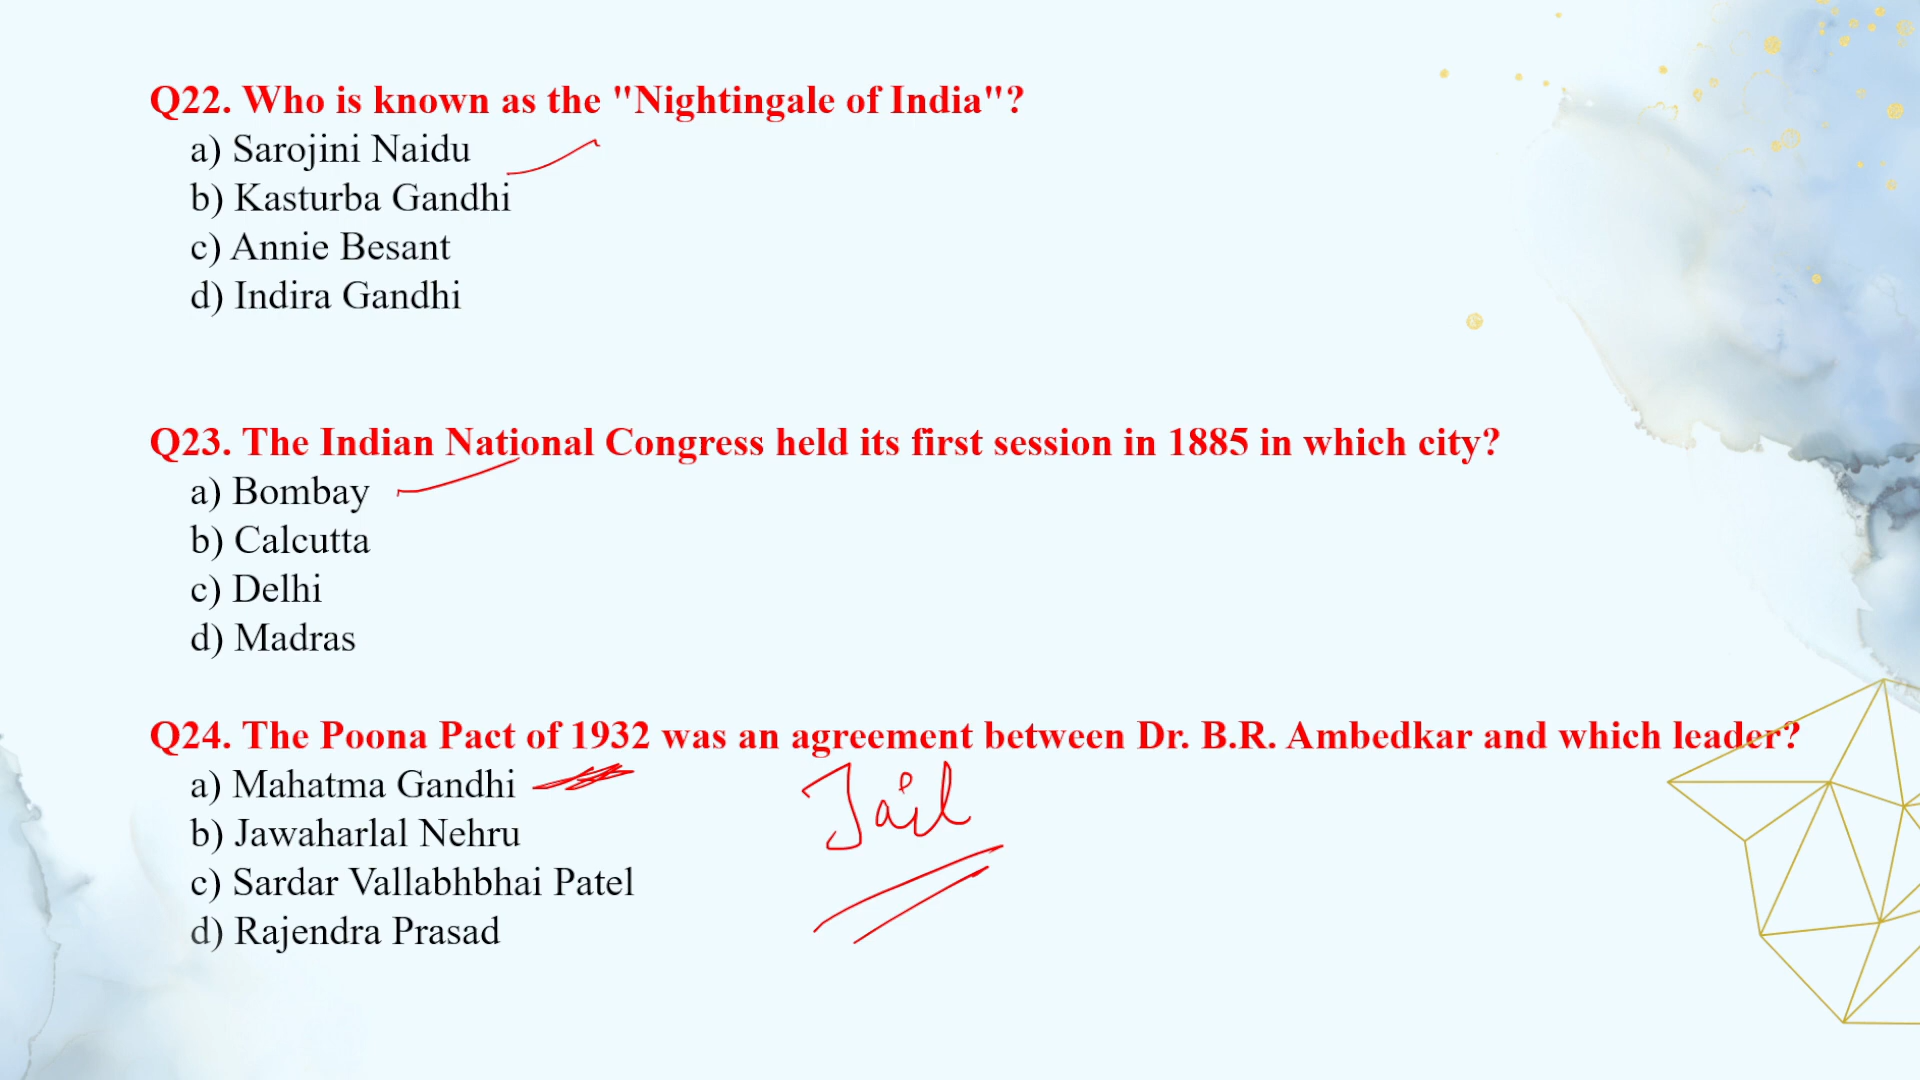 Q22. Who is known as the "Nightingale of India"?
a) Sarojini Naidu
b) Kasturba Gandhi
c) Annie Besant
d) Indira Gandhi
Q23. The Indian National Congress held its first session in 1885 in which city?
a) Bombay
b) Calcutta
c) Delhi
d) Madras
Q24. The Poona Pact of 1932 was an agreement between Dr. B.R. Ambedkar and which leader?
a) Mahatma Gandhi
Jail
b) Jawaharlal Nehru
c) Sardar Vallabhbhai Patel
d) Rajendra Prasad